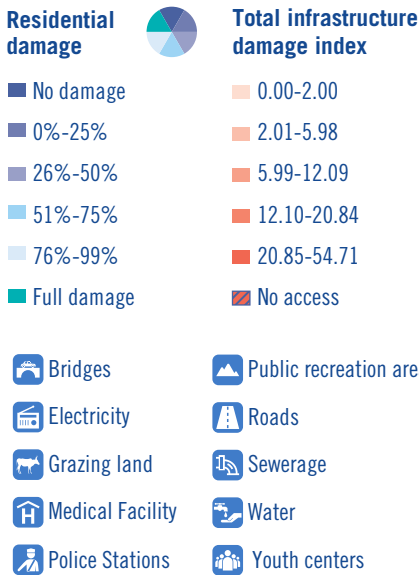 Residential
damage
No damage
0%-25%
26%-50%
51%-75%
76%-99%
Full damage
Total infrastructure
damage index
0.00-2.00
2.01-5.98
5.99-12.09
12.10-20.84
20.85-54.71
No access
Bridges
Electricity
Grazing land
Medical Facility
Police Stations
Public recreation are
Roads
Sewerage
Water
Youth centers